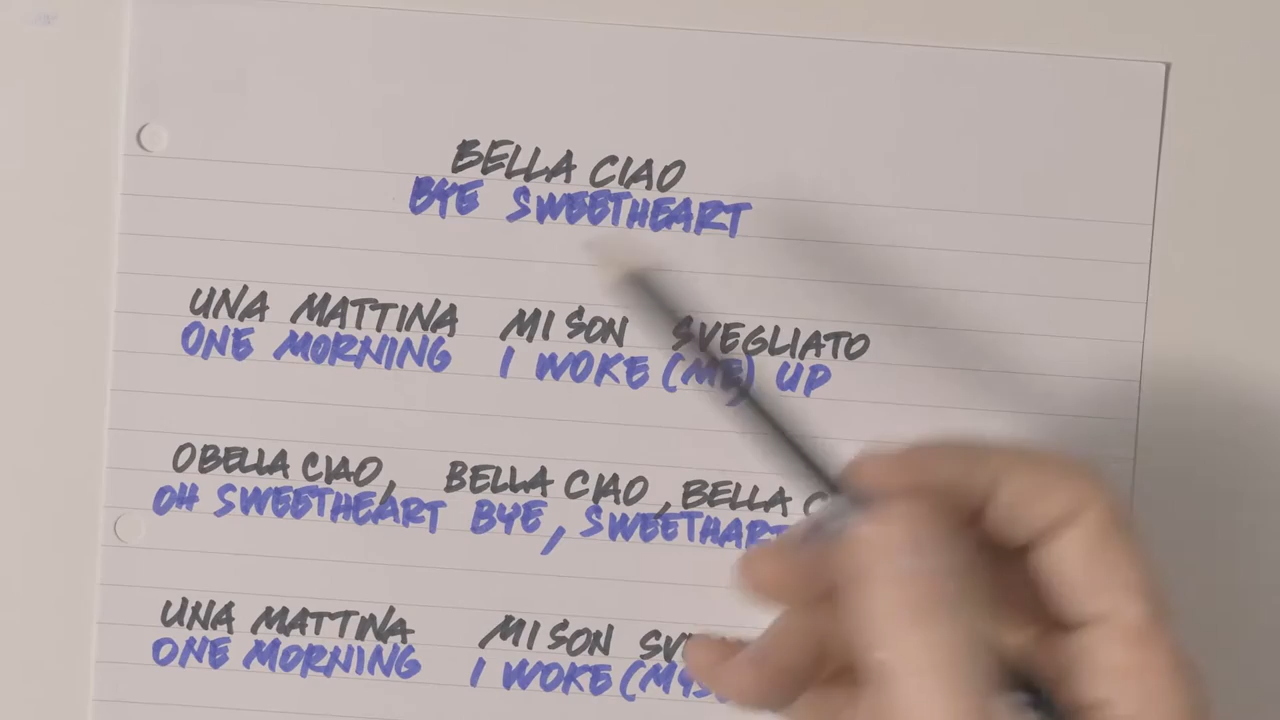 BELLA CIAO
BYE SWEETHEART
UNA MATTINA MI SON SVEGLIATO
ONE MORNING I WOKE (ME) UP
O BELLA CIAO, BELLA CIAO, BELLA
OH SWEETHEART BYE, SWEETHART
UNA MATTINA MI SON
ONE MORNING I WOKE